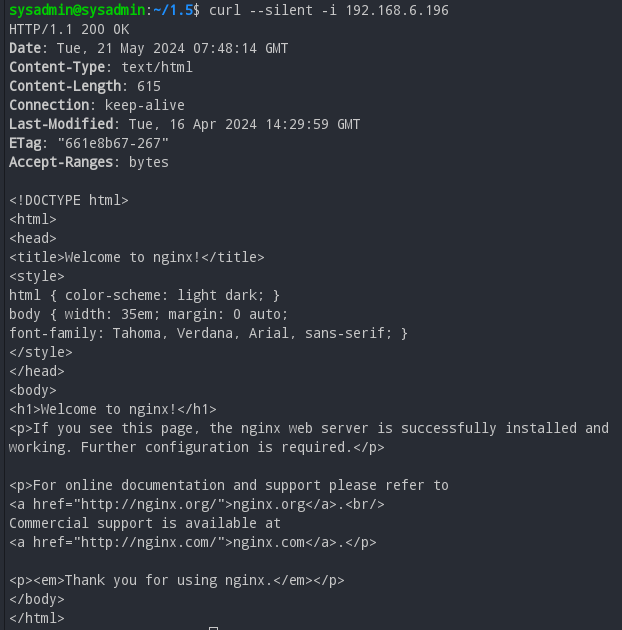 sysadmin@sysadmin:~/1.5$ curl --silent -i 192.168.6.196
HTTP/1.1 200 OK
Date: Tue, 21 May 2024 07:48:14 GMT
Content-Type: text/html
Content-Length: 615
Connection: keep-alive
Last-Modified: Tue, 16 Apr 2024 14:29:59 GMT
ETag: "661e8b67-267"
Accept-Ranges: bytes

<!DOCTYPE html>
<html>
<head>
<title>Welcome to nginx!</title>
<style>
html { color-scheme: light dark; }
body { width: 35em; margin: 0 auto;
font-family: Tahoma, Verdana, Arial, sans-serif; }
</style>
</head>
<body>
<h1>Welcome to nginx!</h1>
<p>If you see this page, the nginx web server is successfully installed and
working. Further configuration is required.</p>

<p>For online documentation and support please refer to
<a href="http://nginx.org/">nginx.org</a>.<br/>
Commercial support is available at
<a href="http://nginx.com/">nginx.com</a>.</p>

<p><em>Thank you for using nginx.</em></p>
</body>
</html>